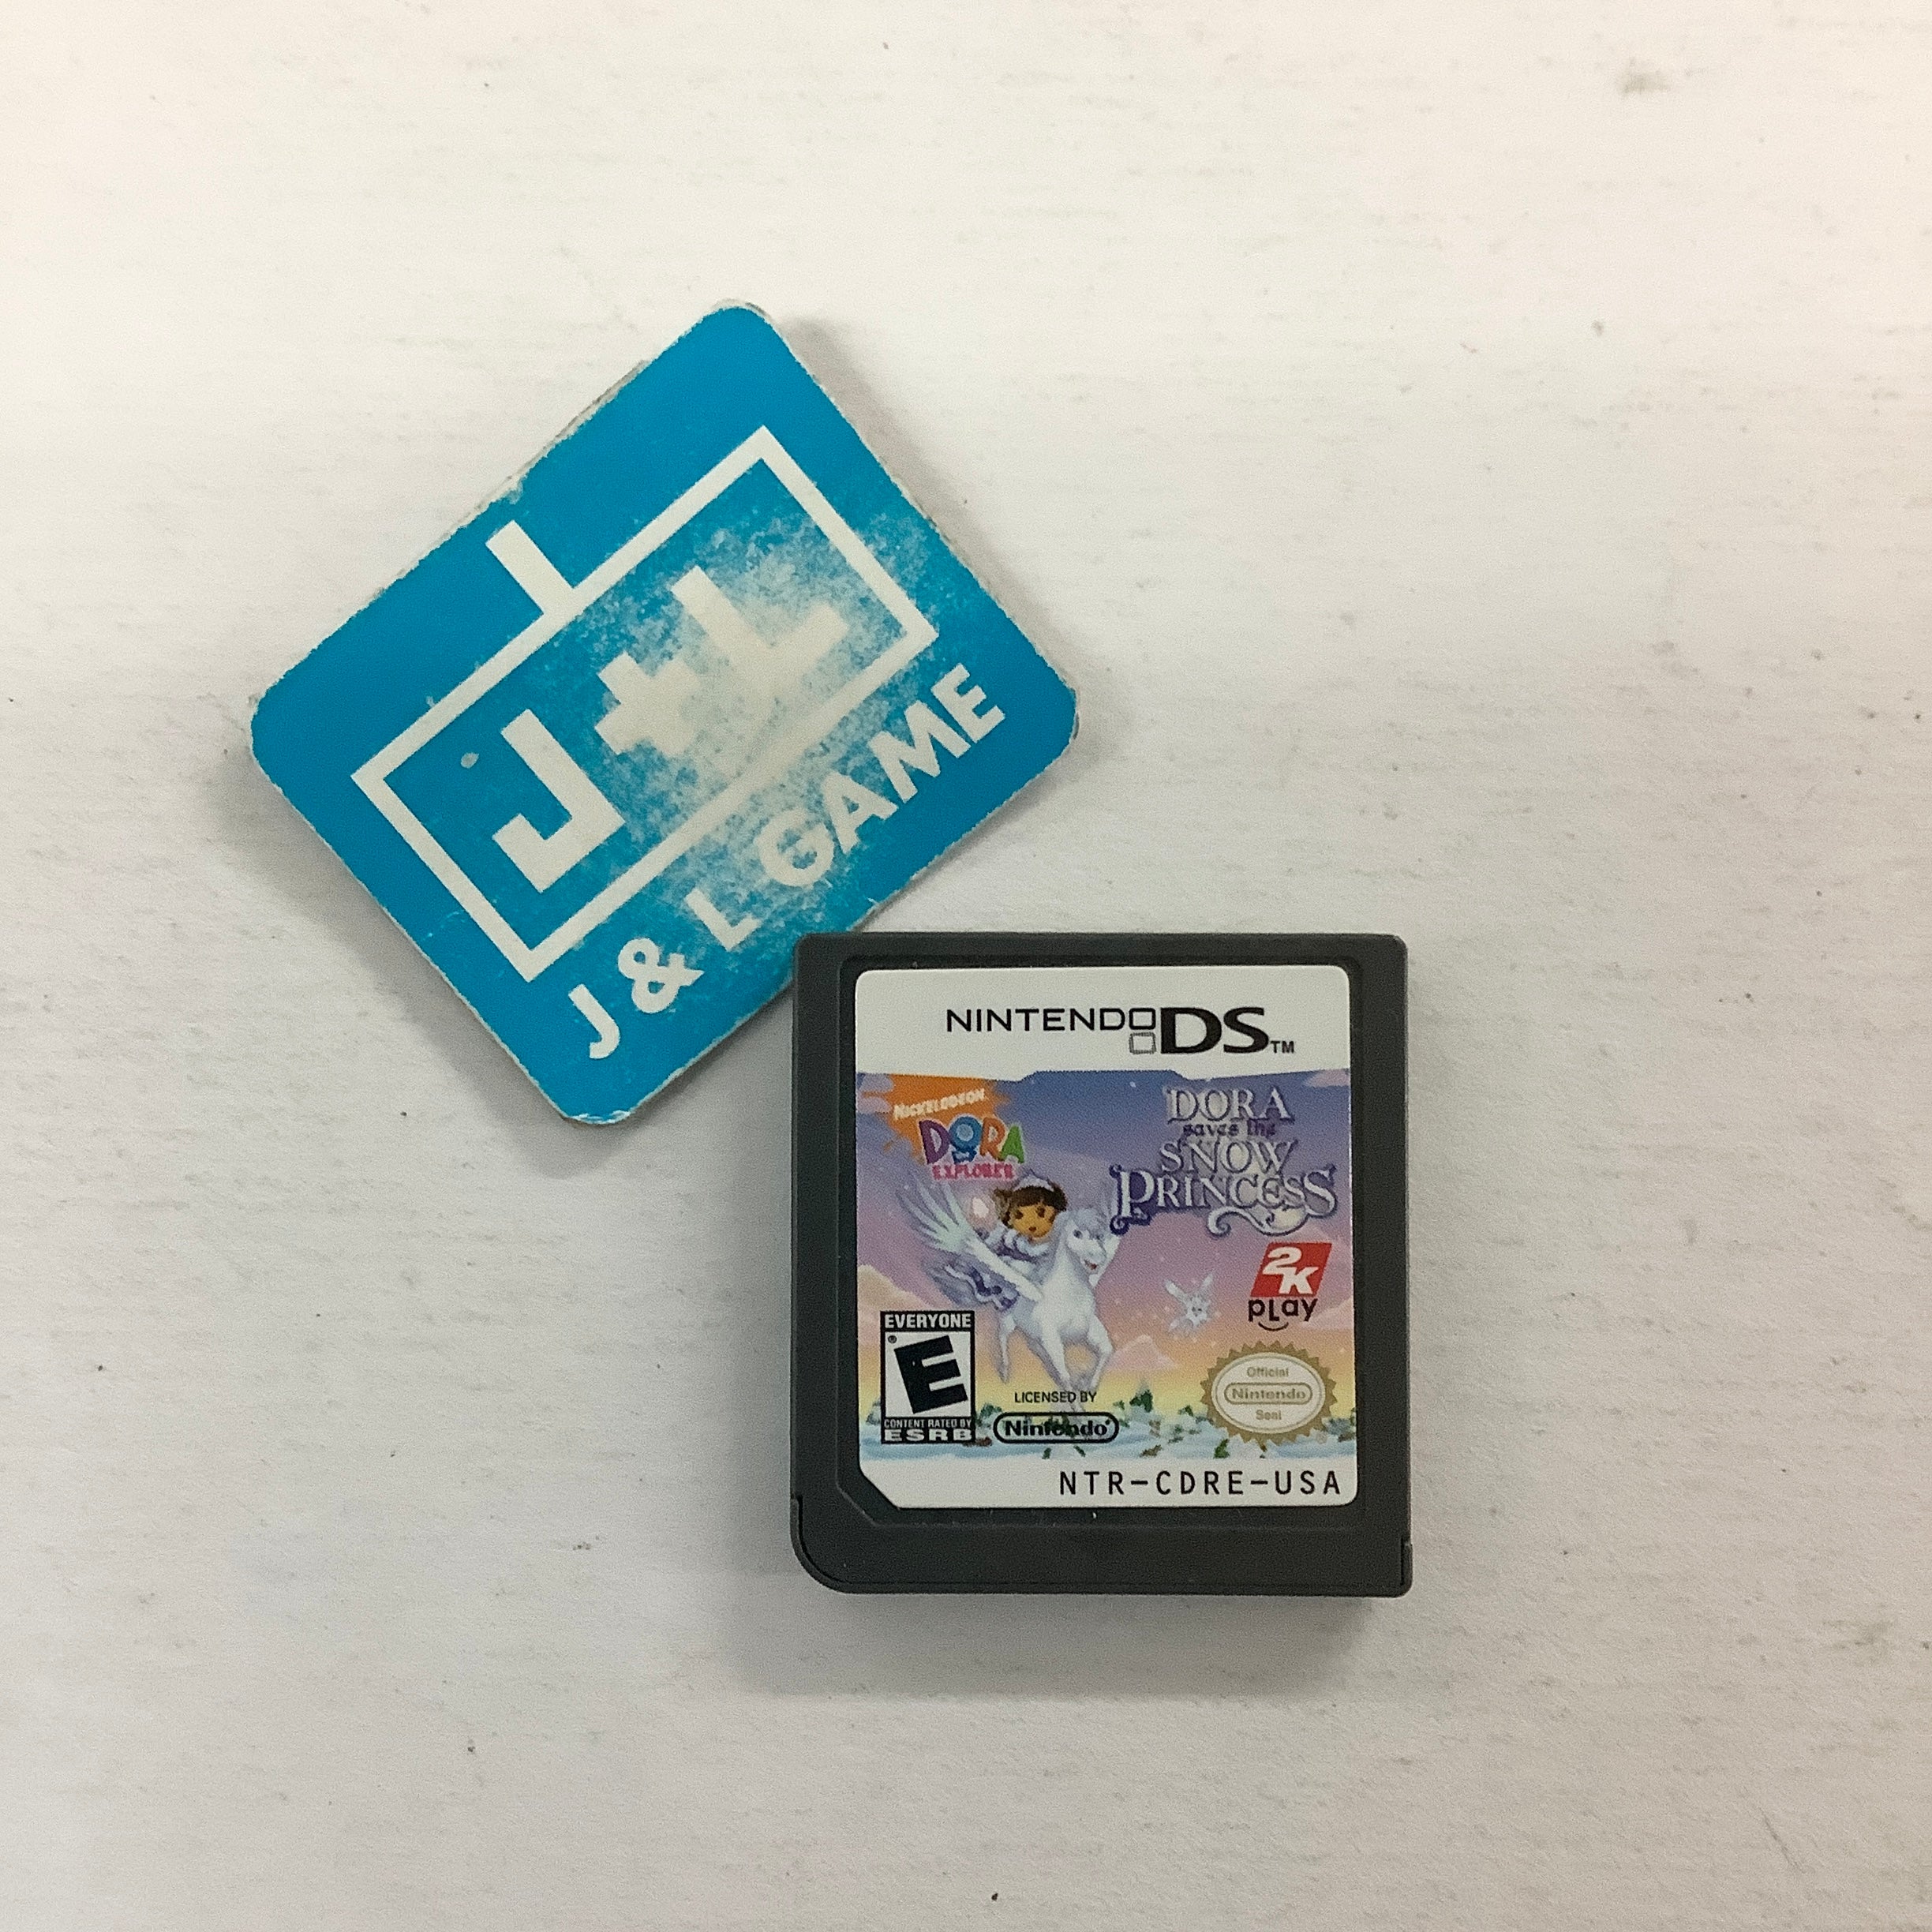 J+L
J & L GAME
NINTENDO DS™
NICKELODEON
DORA
EXPLORER
DORA
saves the
SNOW
PRINCESS
2K
PLAY
EVERYONE
E
®
CONTENT RATED BY
ESRB
LICENSED BY
Nintendo
Official
Nintendo
Seal
NTR-CDRE-USA